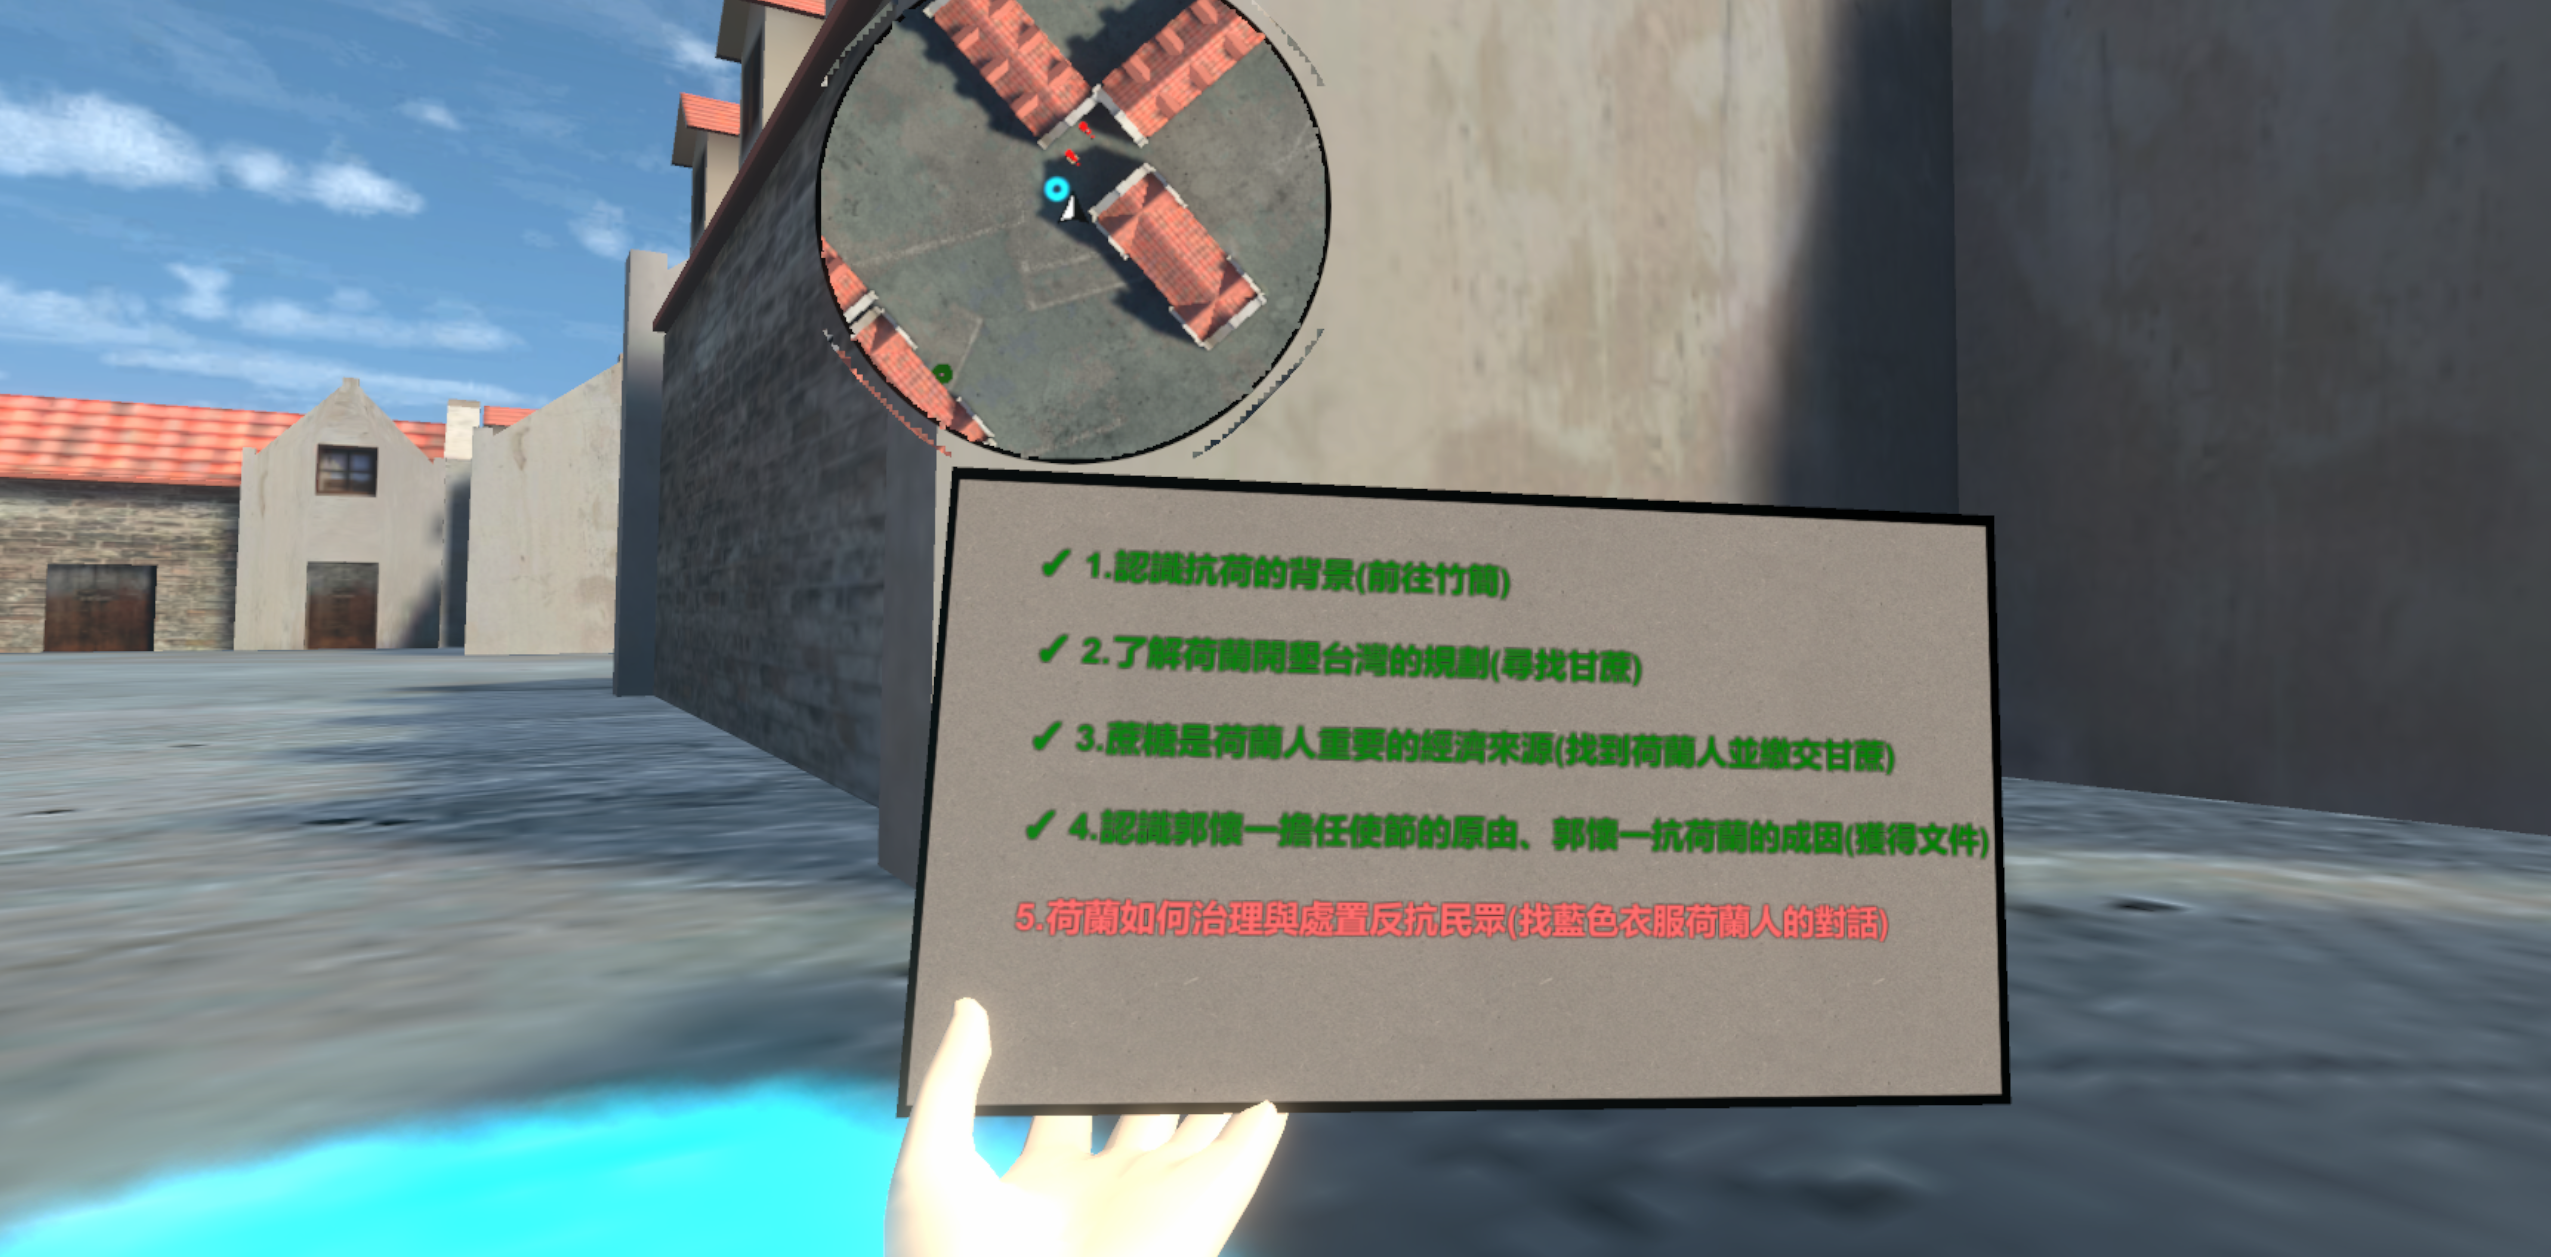 ✓ 1.認識抗荷的背景(前往竹筒)
✓ 2.了解荷蘭開墾台灣的規劃(尋找甘蔗)
✓ 3.蔗糖是荷蘭人重要的經濟來源(找到荷蘭人並繳交甘蔗)
✓ 4.認識郭懷一擔任使節的原由、郭懷一抗荷蘭的成因(獲得文件)
5.荷蘭如何治理與處置反抗民眾(找藍色衣服荷蘭人的對話)